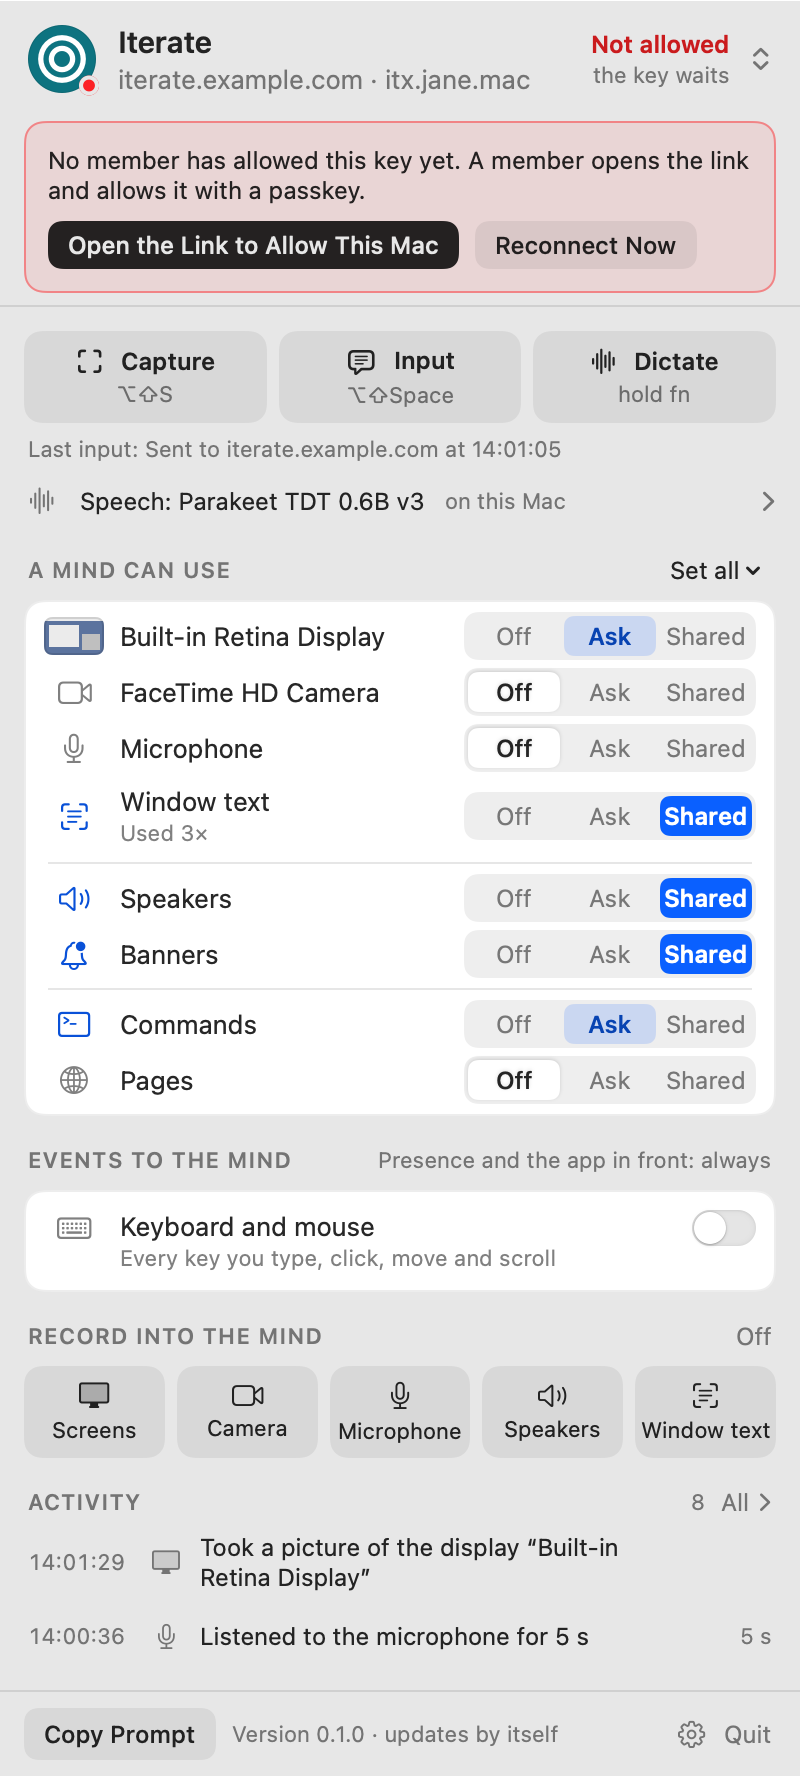 Iterate
iterate.example.com · itx.jane.mac
Not allowed
the key waits
No member has allowed this key yet. A member opens the link
and allows it with a passkey.
Open the Link to Allow This Mac
Reconnect Now
Capture
⌥⇧S
Input
⌥⇧Space
Dictate
hold fn
Last input: Sent to iterate.example.com at 14:01:05
Speech: Parakeet TDT 0.6B v3 on this Mac
A MIND CAN USE
Set all
Built-in Retina Display Off Ask Shared
FaceTime HD Camera Off Ask Shared
Microphone Off Ask Shared
Window text Off Ask Shared
Used 3×
Speakers Off Ask Shared
Banners Off Ask Shared
Commands Off Ask Shared
Pages Off Ask Shared
EVENTS TO THE MIND
Presence and the app in front: always
Keyboard and mouse
Every key you type, click, move and scroll
RECORD INTO THE MIND
Off
Screens
Camera
Microphone
Speakers
Window text
ACTIVITY
8 All
14:01:29 Took a picture of the display “Built-in
Retina Display”
14:00:36 Listened to the microphone for 5 s 5 s
Copy Prompt
Version 0.1.0 · updates by itself
Quit